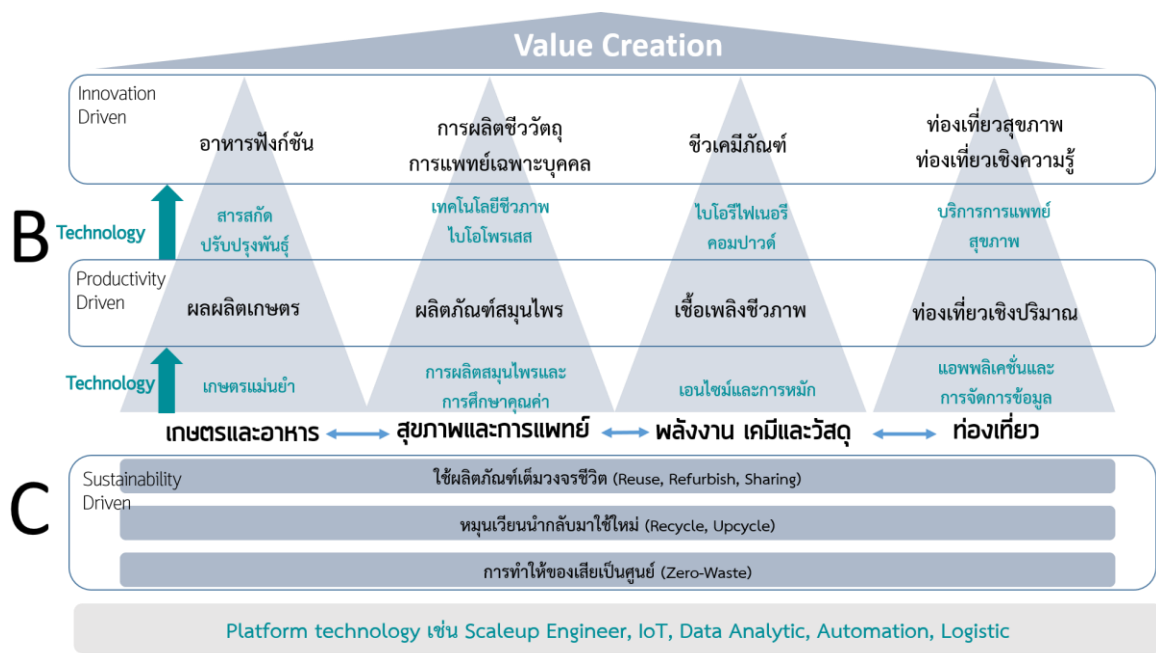 Value Creation
Innovation
Driven
อาหารฟังก์ชัน
การผลิตชีววัตถุ
การแพทย์เฉพาะบุคคล
ชีวเคมีภัณฑ์
ท่องเที่ยวสุขภาพ
ท่องเที่ยวเชิงความรู้
B
Technology
สารสกัด
ปรับปรุงพันธุ์
เทคโนโลยีชีวภาพ
ไบโอโพรเสส
ไบโอรีไฟเนอรี
คอมปาวด์
บริการการแพทย์
สุขภาพ
Productivity
Driven
ผลผลิตเกษตร
ผลิตภัณฑ์สมุนไพร
เชื้อเพลิงชีวภาพ
ท่องเที่ยวเชิงปริมาณ
Technology
เกษตรแม่นยำ
การผลิตสมุนไพรและ
การศึกษาคุณค่า
เอนไซม์และการหมัก
แอพพลิเคชั่นและ
การจัดการข้อมูล
เกษตรและอาหาร
สุขภาพและการแพทย์
พลังงาน เคมีและวัสดุ
ท่องเที่ยว
C
Sustainability
Driven
ใช้ผลิตภัณฑ์เต็มวงจรชีวิต (Reuse, Refurbish, Sharing)
หมุนเวียนนำกลับมาใช้ใหม่ (Recycle, Upcycle)
การทำให้ของเสียเป็นศูนย์ (Zero-Waste)
Platform technology เช่น Scaleup Engineer, IoT, Data Analytic, Automation, Logistic